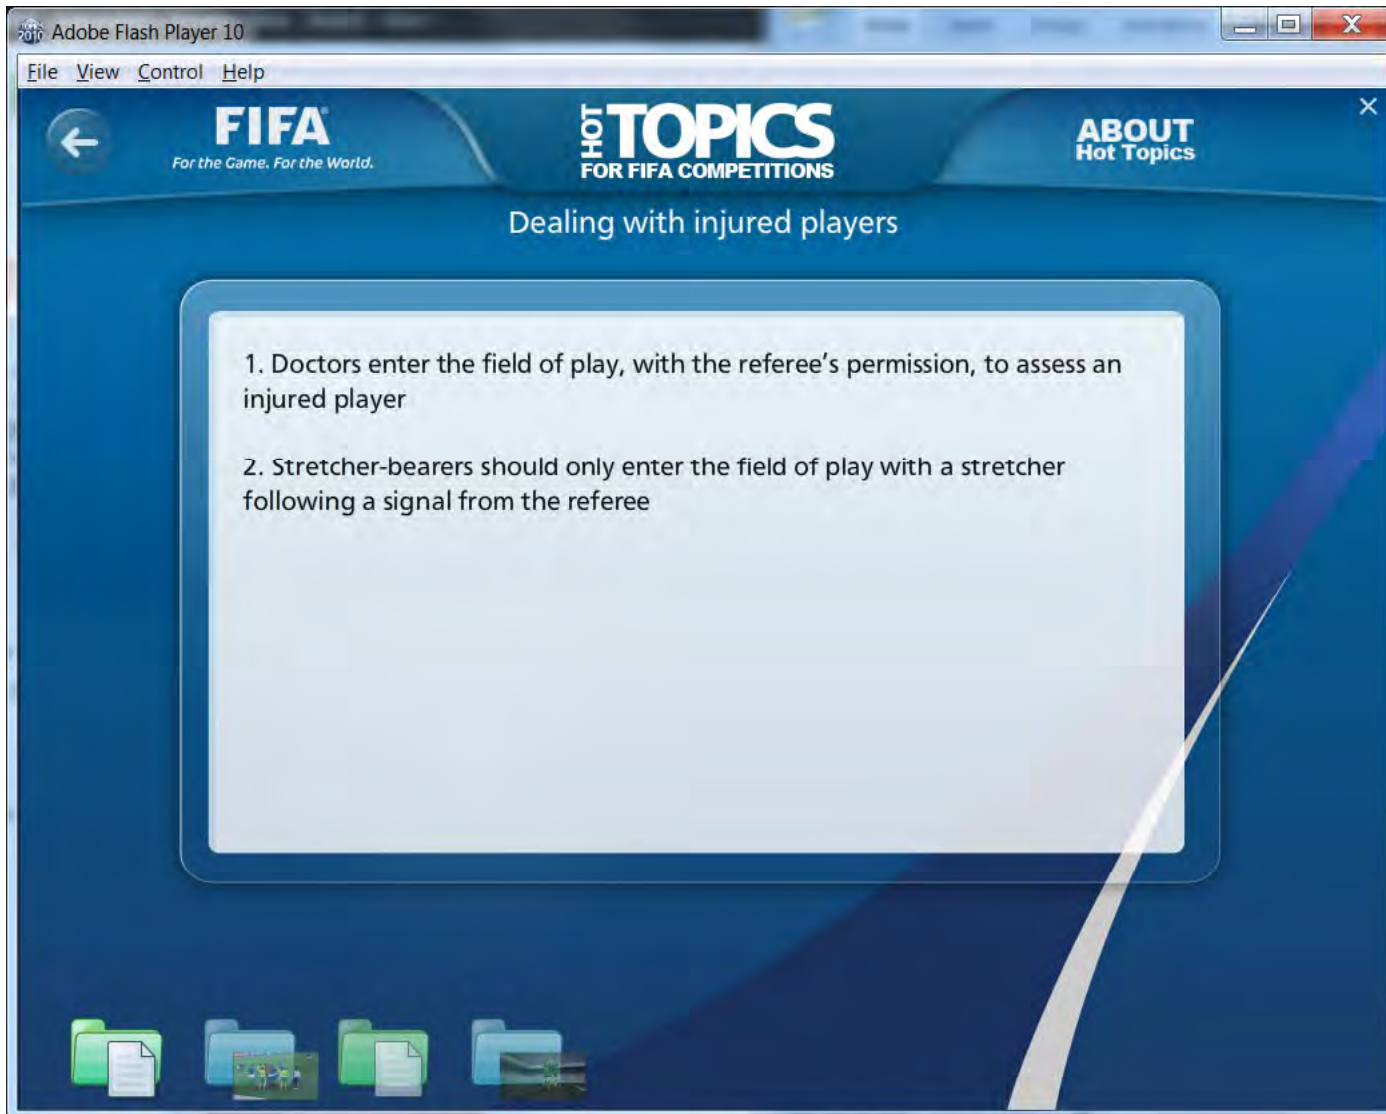 Adobe Flash Player 10
File View Control Help
FIFA
For the Game. For the World.
HOT TOPICS
FOR FIFA COMPETITIONS
ABOUT
Hot Topics
Dealing with injured players
1. Doctors enter the field of play, with the referee's permission, to assess an
injured player
2. Stretcher-bearers should only enter the field of play with a stretcher
following a signal from the referee